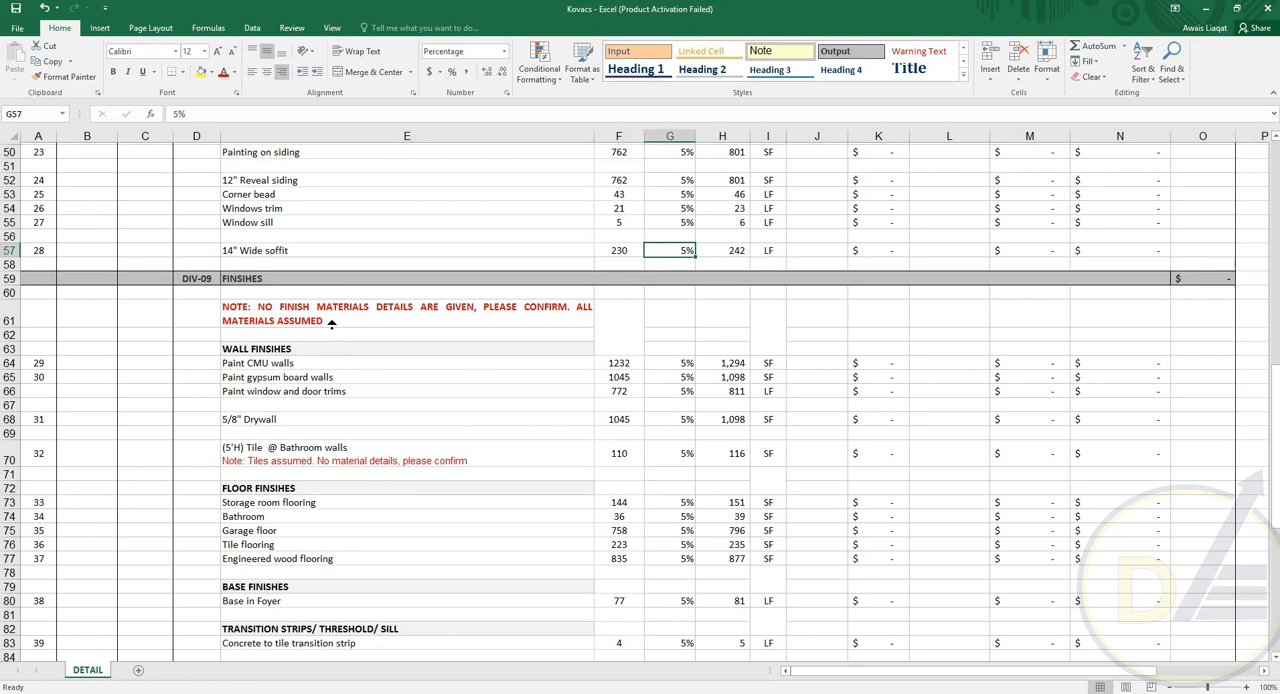 Kovacs - Excel (Product Activation Failed)
File Home Insert Page Layout Formulas Data Review View Tell me what you want to do... Awais Liaqat Share
Cut
Copy
Format Painter
Paste
Clipboard
Calibri 12
B I U
Font
Wrap Text
Merge & Center
Alignment
Percentage
$ % ,
Number
Conditional Formatting
Format as Table
Input Linked Cell Note Output Warning Text
Heading 1 Heading 2 Heading 3 Heading 4 Title
Styles
Insert Delete Format
Cells
AutoSum
Fill
Clear
Sort & Filter
Find & Select
Editing
G57 fx 5%
A B C D E F G H I J K L M N O P
50 23 Painting on siding 762 5% 801 SF $ - $ - $ -
51
52 24 12" Reveal siding 762 5% 801 SF $ - $ - $ -
53 25 Corner bead 43 5% 46 LF $ - $ - $ -
54 26 Windows trim 21 5% 23 LF $ - $ - $ -
55 27 Window sill 5 5% 6 LF $ - $ - $ -
56
57 28 14" Wide soffit 230 5% 242 LF $ - $ - $ -
58
59 DIV-09 FINSIHES $ -
60
61 NOTE: NO FINISH MATERIALS DETAILS ARE GIVEN, PLEASE CONFIRM. ALL
MATERIALS ASSUMED
62
63 WALL FINSIHES
64 29 Paint CMU walls 1232 5% 1,294 SF $ - $ - $ -
65 30 Paint gypsum board walls 1045 5% 1,098 SF $ - $ - $ -
66 Paint window and door trims 772 5% 811 LF $ - $ - $ -
67
68 31 5/8" Drywall 1045 5% 1,098 SF $ - $ - $ -
69
70 32 (5'H) Tile @ Bathroom walls 110 5% 116 SF $ - $ - $ -
Note: Tiles assumed. No material details, please confirm
71
72 FLOOR FINSIHES
73 33 Storage room flooring 144 5% 151 SF $ - $ - $ -
74 34 Bathroom 36 5% 39 SF $ - $ - $ -
75 35 Garage floor 758 5% 796 SF $ - $ - $ -
76 36 Tile flooring 223 5% 235 SF $ - $ - $ -
77 37 Engineered wood flooring 835 5% 877 SF $ - $ - $ -
78
79 BASE FINISHES
80 38 Base in Foyer 77 5% 81 LF $ - $ - $ -
81
82 TRANSITION STRIPS/ THRESHOLD/ SILL
83 39 Concrete to tile transition strip 4 5% 5 LF $ - $ - $ -
84
DETAIL
Ready 100%